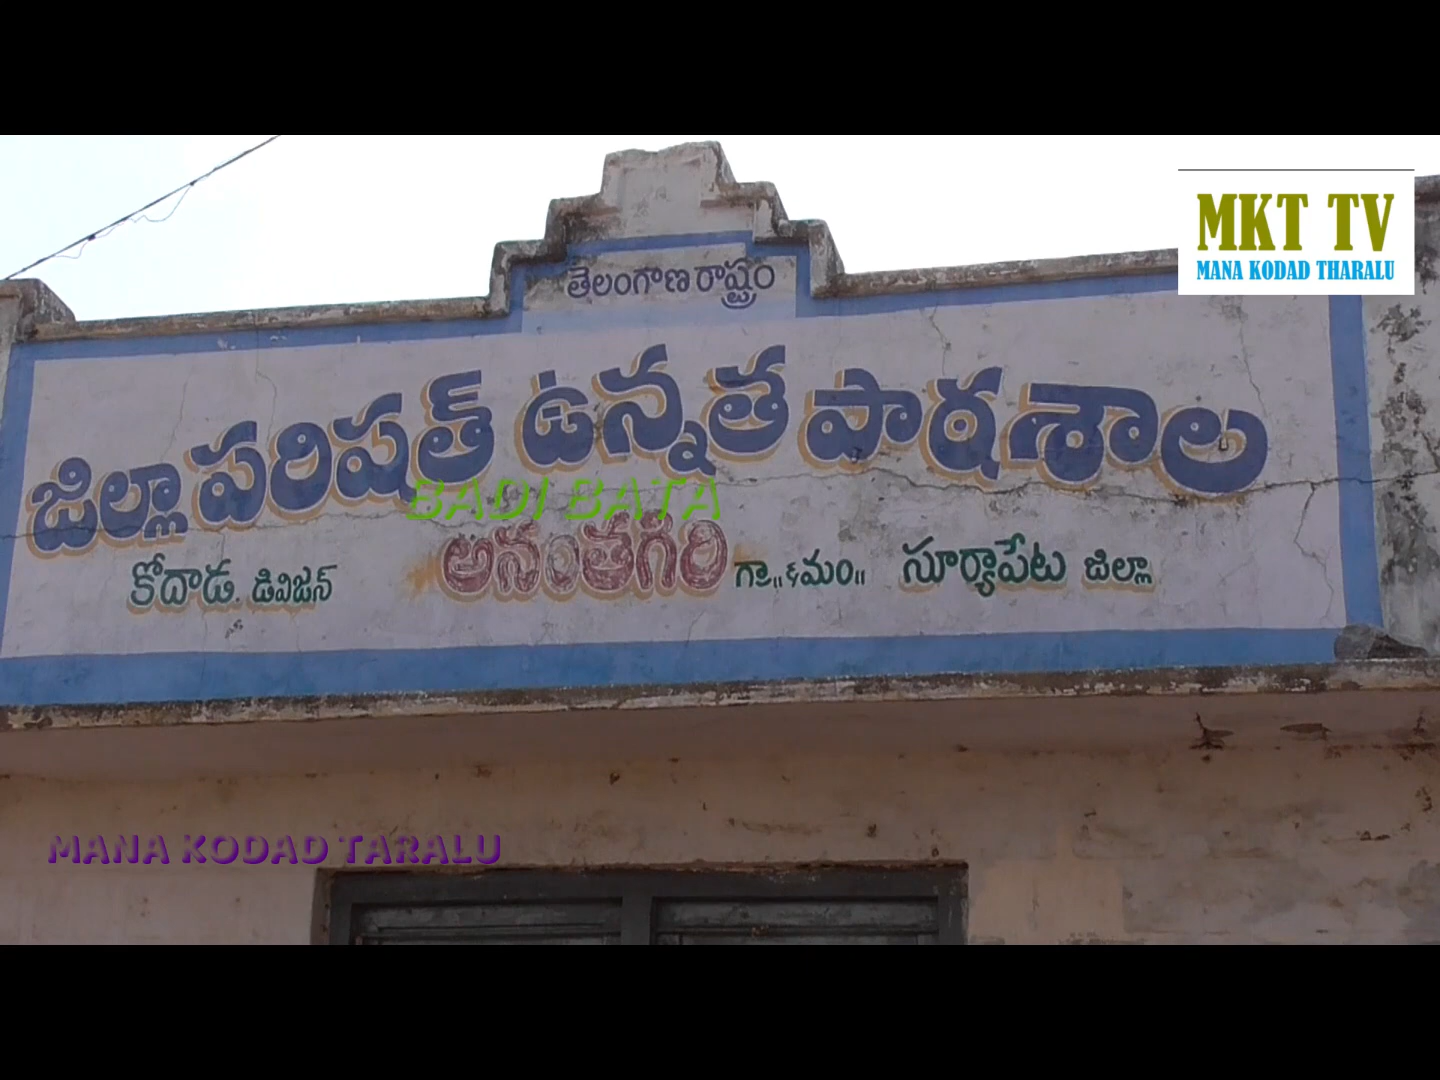 MKT TV
MANA KODAD THARALU
తెలంగాణ రాష్ట్రం
జిల్లా పరిషత్ ఉన్నత పాఠశాల
BADI BATA
కోదాడ. డివిజన్ అనంతగిరి గ్రా,,&మం,, సూర్యాపేట జిల్లా
MANA KODAD TARALU